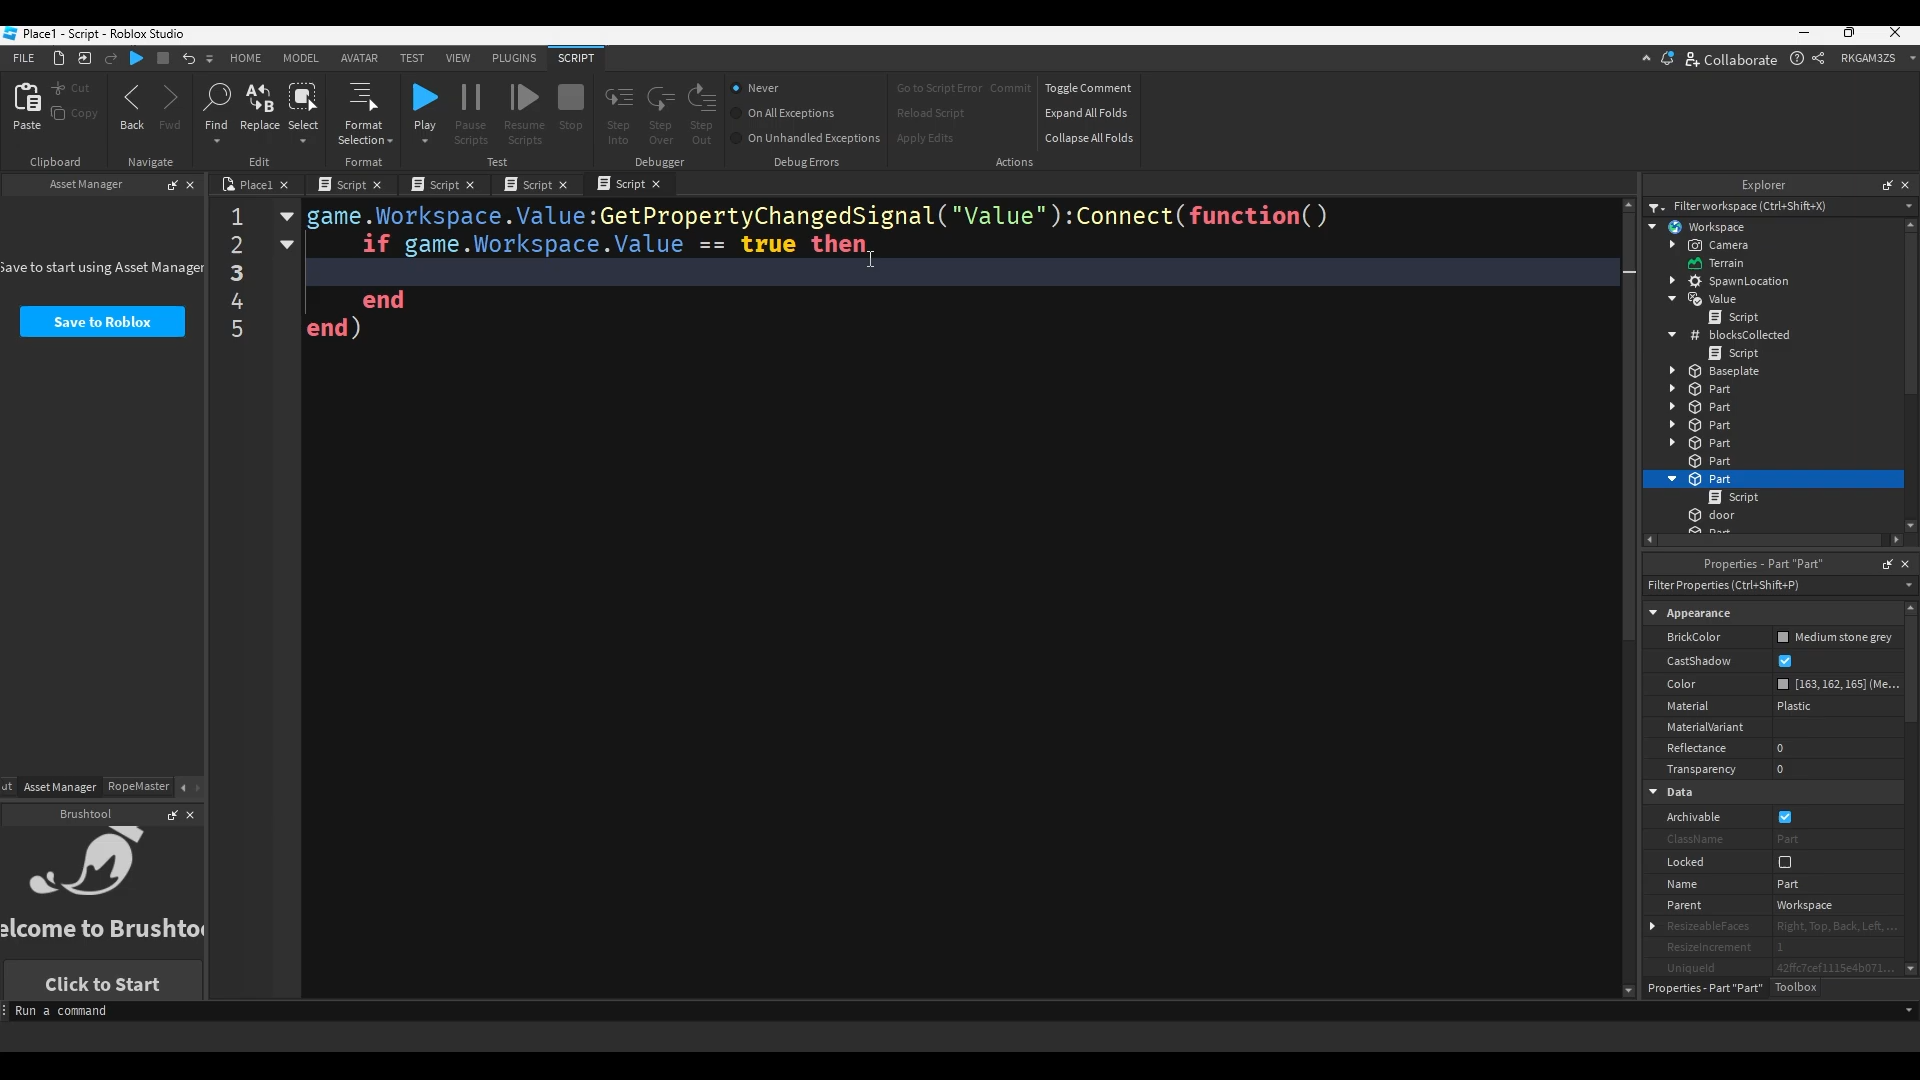 Place1 - Script - Roblox Studio
FILE HOME MODEL AVATAR TEST VIEW PLUGINS SCRIPT Collaborate RKGAM3ZS
Paste Cut Copy Back Fwd Find Replace Select Format Selection Play Pause Scripts Resume Scripts Stop Step Into Step Over Step Out
Never
On All Exceptions
On Unhandled Exceptions
Go to Script Error Commit
Reload Script
Apply Edits
Toggle Comment
Expand All Folds
Collapse All Folds
Clipboard Navigate Edit Format Test Debugger Debug Errors Actions
Asset Manager
Save to start using Asset Manager
Save to Roblox
Asset Manager RopeMaster
Brushtool
elcome to Brushtoo
Click to Start
Place1 Script Script Script Script
1 game.Workspace.Value:GetPropertyChangedSignal("Value"):Connect(function()
2 if game.Workspace.Value == true then
3
4 end
5 end)
Explorer
Filter workspace (Ctrl+Shift+X)
Workspace
Camera
Terrain
SpawnLocation
Value
Script
# blocksCollected
Script
Baseplate
Part
Part
Part
Part
Part
Part
Script
door
Part
Properties - Part "Part"
Filter Properties (Ctrl+Shift+P)
Appearance
BrickColor Medium stone grey
CastShadow
Color [163, 162, 165] (Me...
Material Plastic
MaterialVariant
Reflectance 0
Transparency 0
Data
Archivable
ClassName Part
Locked
Name Part
Parent Workspace
ResizeableFaces Right, Top, Back, Left, ...
ResizeIncrement 1
UniqueId 42ffc7cef1115e4b071...
Properties - Part "Part" Toolbox
Run a command